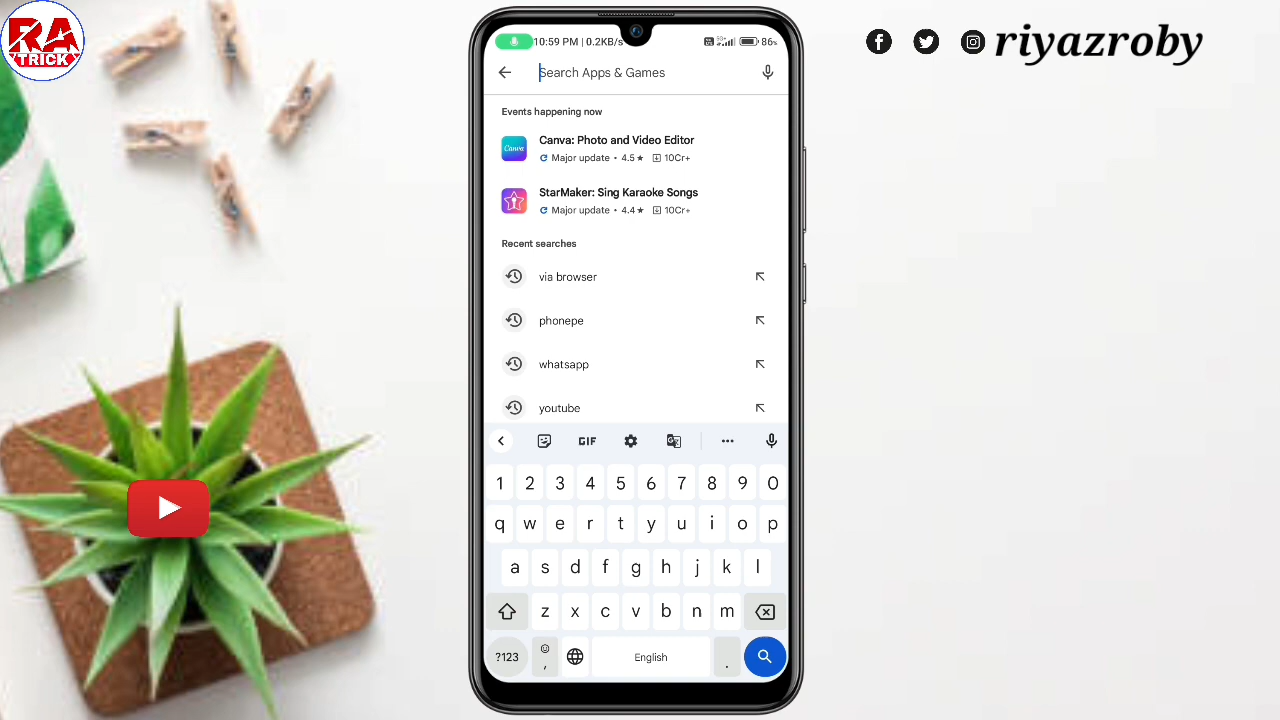 RA
TRICK
riyazroby
10:59 PM | 0.2KB/s
86%
Search Apps & Games
Events happening now
Canva
Canva: Photo and Video Editor
Major update • 4.5★ 10Cr+
StarMaker: Sing Karaoke Songs
Major update • 4.4★ 10Cr+
Recent searches
via browser
phonepe
whatsapp
youtube
GIF
1 2 3 4 5 6 7 8 9 0
q w e r t y u i o p
a s d f g h j k l
z x c v b n m
?123 , English .